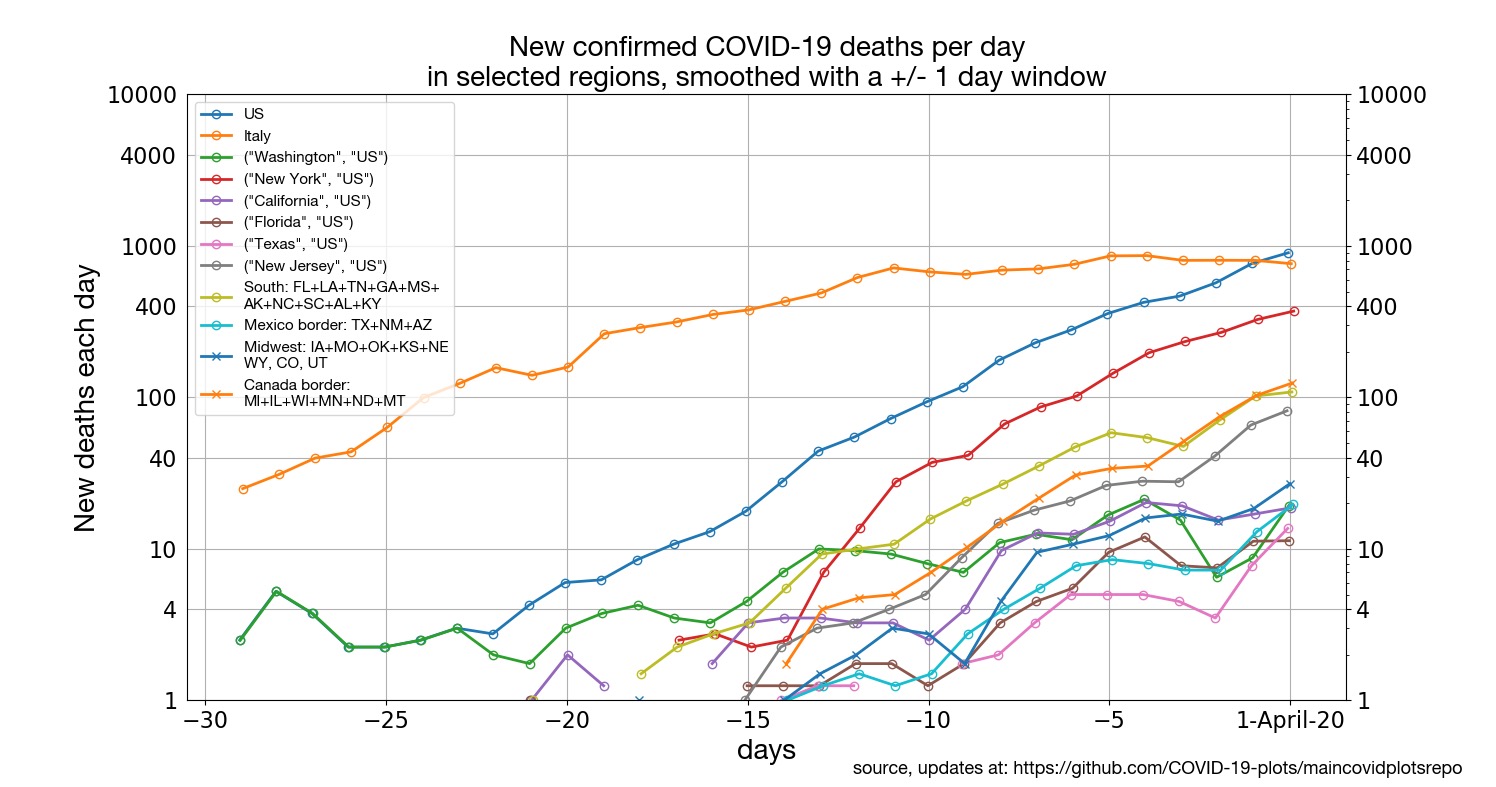 New confirmed COVID-19 deaths per day
in selected regions, smoothed with a +/- 1 day window
10000
4000
1000
400
100
40
10
4
1
New deaths each day
US
Italy
("Washington", "US")
("New York", "US")
("California", "US")
("Florida", "US")
("Texas", "US")
("New Jersey", "US")
South: FL+LA+TN+GA+MS+
AK+NC+SC+AL+KY
Mexico border: TX+NM+AZ
Midwest: IA+MO+OK+KS+NE
WY, CO, UT
Canada border:
MI+IL+WI+MN+ND+MT
10000
4000
1000
400
100
40
10
4
1
−30 −25 −20 −15 −10 −5 1-April-20
days
source, updates at: https://github.com/COVID-19-plots/maincovidplotsrepo